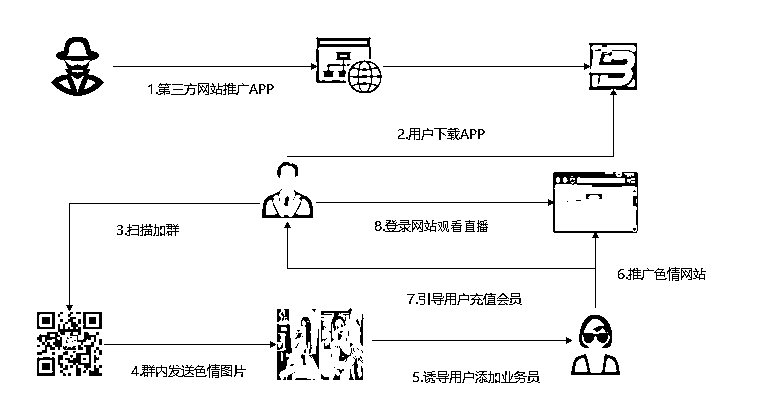 1.第三方网站推广APP
2.用户下载APP
3.扫描加群
8.登录网站观看直播
6.推广色情网站
7.引导用户充值会员
4.群内发送色情图片
5.诱导用户添加业务员